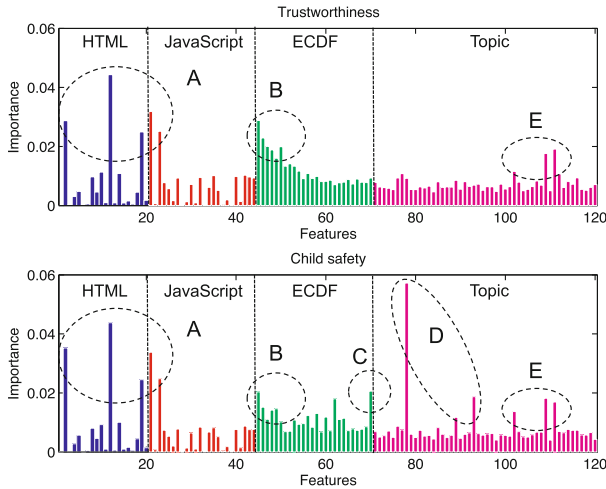 Trustworthiness
0.06
HTML
JavaScript
ECDF
Topic
A
B
0.04
E
Importance
0.02
0
20
40
60
80
100
120
Features
Child safety
0.06
HTML
JavaScript
ECDF
Topic
A
B
C
D
0.04
E
Importance
0.02
0
20
40
60
80
100
120
Features